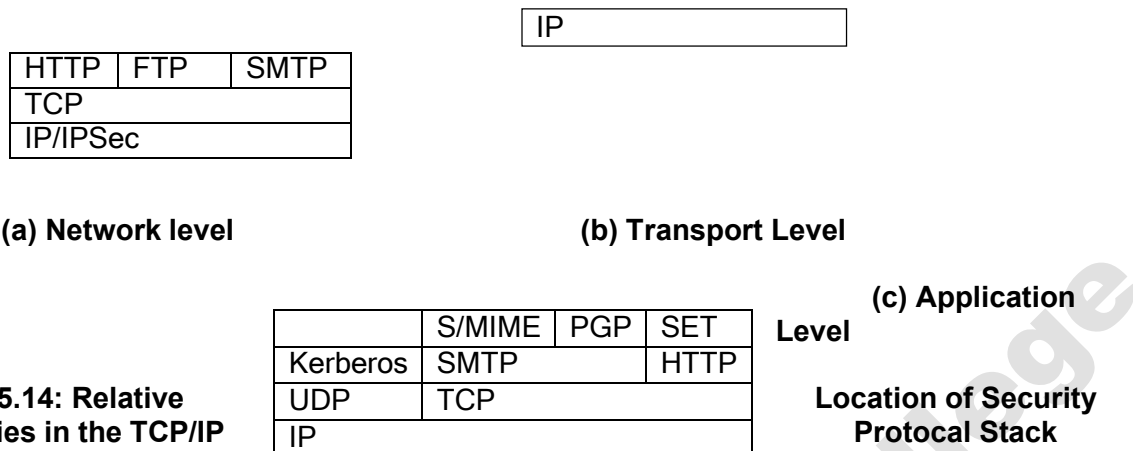 IP
HTTP FTP SMTP
TCP
IP/IPSec
(a) Network level (b) Transport Level
(c) Application
Level
S/MIME PGP SET
Kerberos SMTP HTTP
UDP TCP
IP
5.14: Relative Location of Security
ies in the TCP/IP Protocal Stack
lege